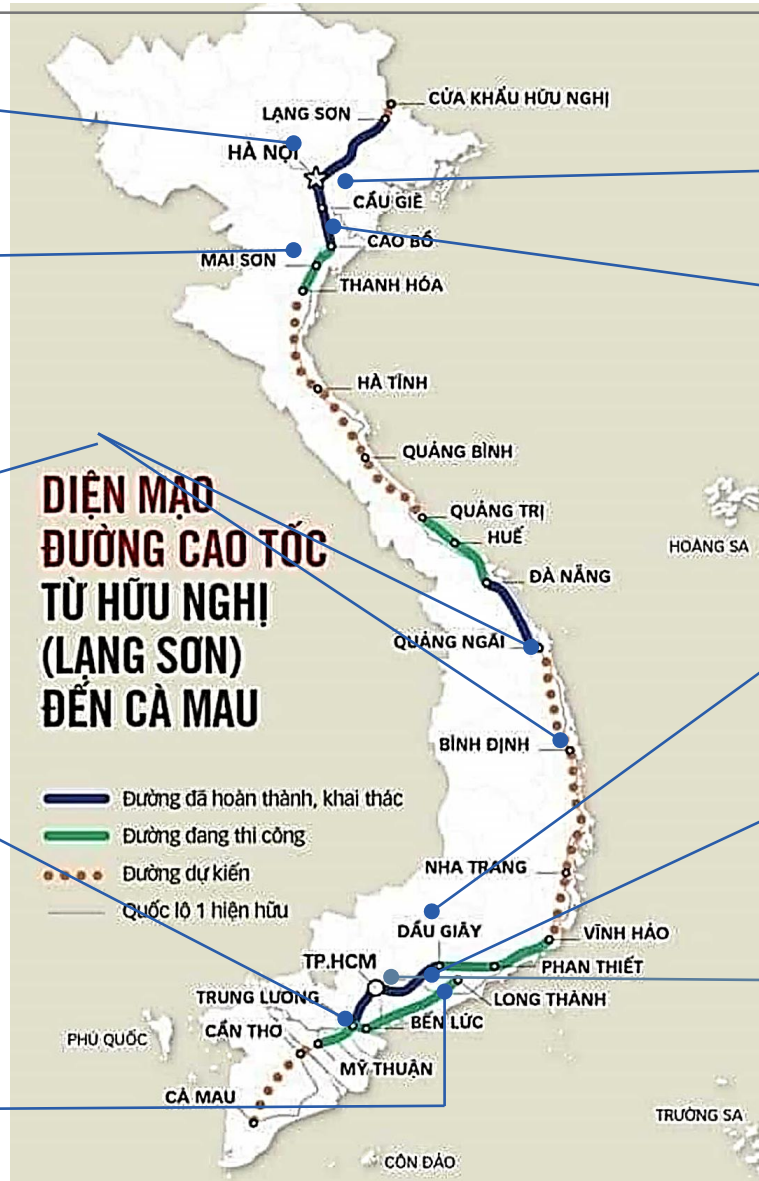 CỬA KHẨU HỮU NGHỊ
LẠNG SƠN
HÀ NỘI
CẦU GIẼ
CAO BỒ
MAI SƠN
THANH HÓA
HÀ TĨNH
QUẢNG BÌNH
DIỆN MẠO
ĐƯỜNG CAO TỐC
TỪ HỮU NGHỊ
(LẠNG SƠN)
ĐẾN CÀ MAU
QUẢNG TRỊ
HUẾ
HOÀNG SA
ĐÀ NẴNG
QUẢNG NGÃI
BÌNH ĐỊNH
Đường đã hoàn thành, khai thác
Đường đang thi công
Đường dự kiến
Quốc lộ 1 hiện hữu
NHA TRANG
DẦU GIÂY
VĨNH HẢO
TP.HCM
PHAN THIẾT
TRUNG LƯƠNG
LONG THÀNH
CẦN THƠ
BẾN LỨC
PHÚ QUỐC
MỸ THUẬN
CÀ MAU
TRƯỜNG SA
CÔN ĐẢO